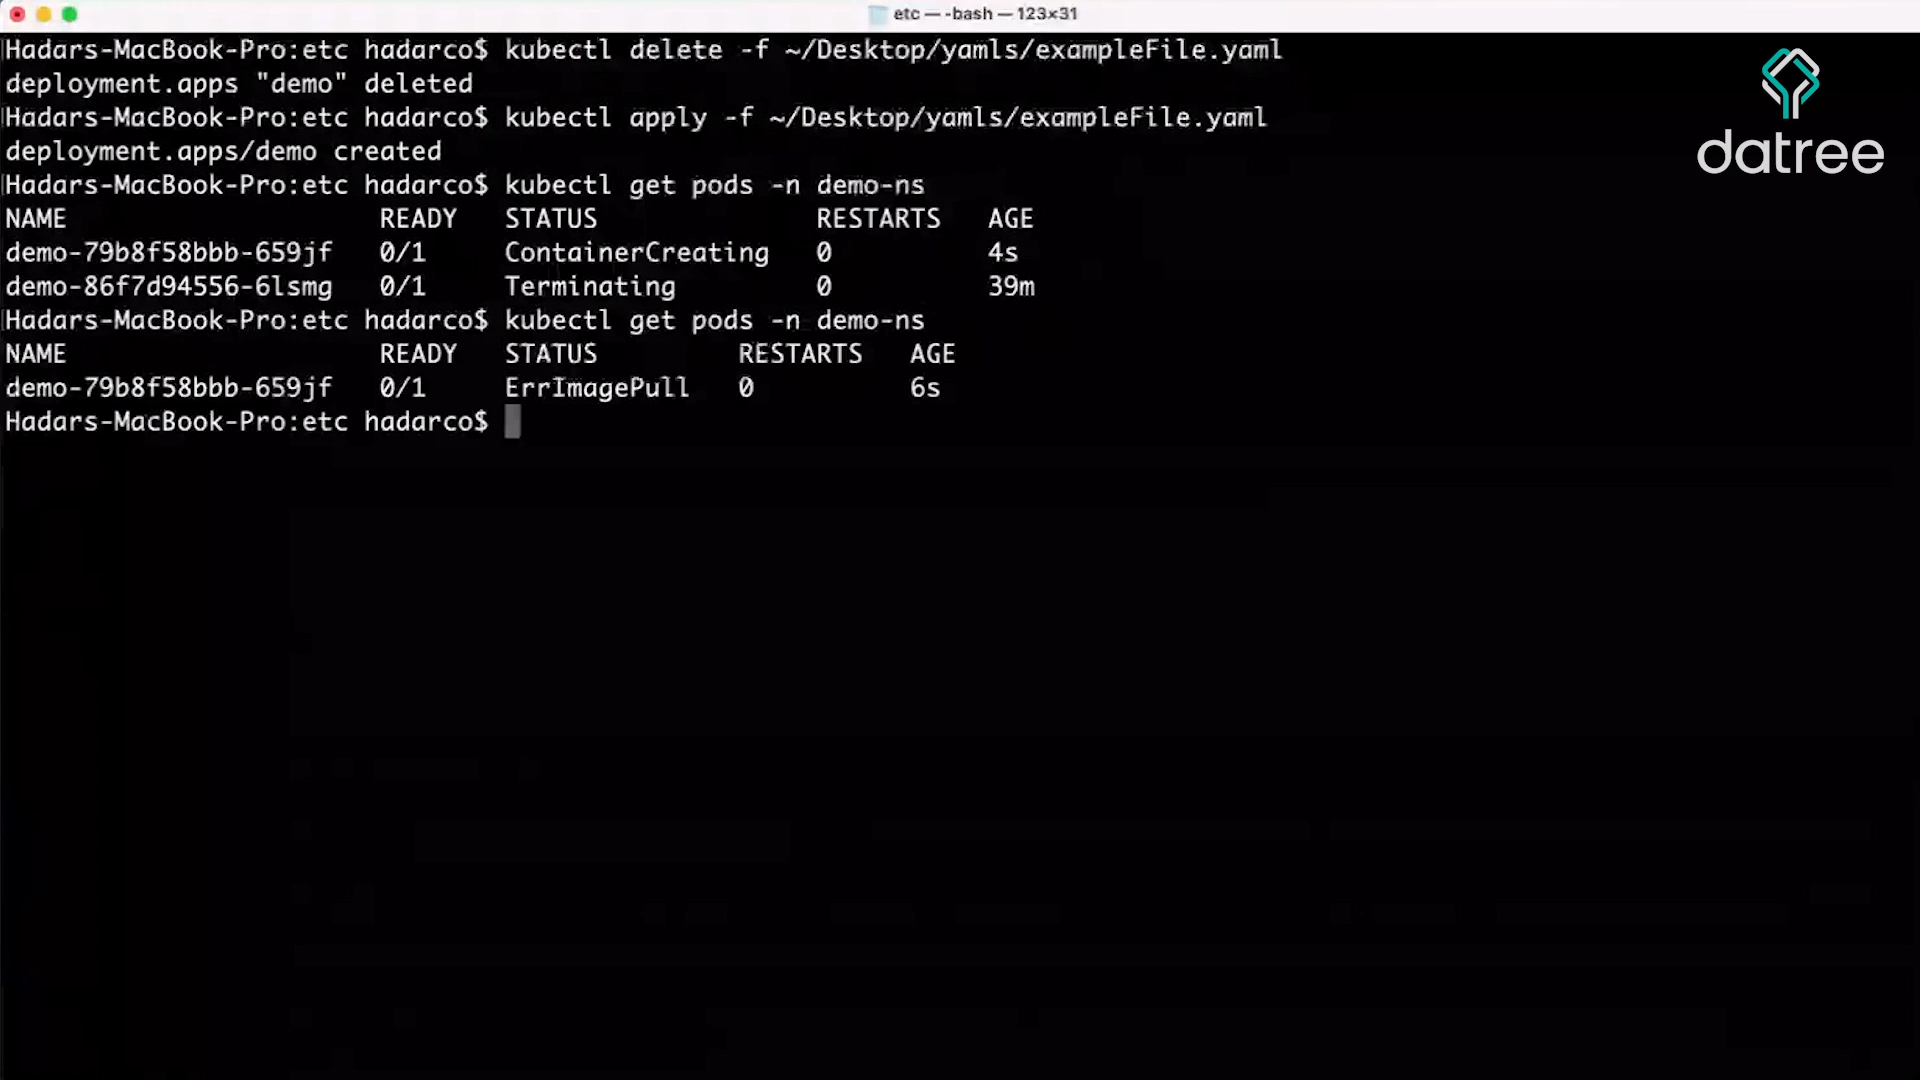 etc — -bash — 123×31
Hadars-MacBook-Pro:etc hadarco$ kubectl delete -f ~/Desktop/yamls/exampleFile.yaml
deployment.apps "demo" deleted
Hadars-MacBook-Pro:etc hadarco$ kubectl apply -f ~/Desktop/yamls/exampleFile.yaml
deployment.apps/demo created
Hadars-MacBook-Pro:etc hadarco$ kubectl get pods -n demo-ns
NAME READY STATUS RESTARTS AGE
demo-79b8f58bbb-659jf 0/1 ContainerCreating 0 4s
demo-86f7d94556-6lsmg 0/1 Terminating 0 39m
Hadars-MacBook-Pro:etc hadarco$ kubectl get pods -n demo-ns
NAME READY STATUS RESTARTS AGE
demo-79b8f58bbb-659jf 0/1 ErrImagePull 0 6s
Hadars-MacBook-Pro:etc hadarco$
datree